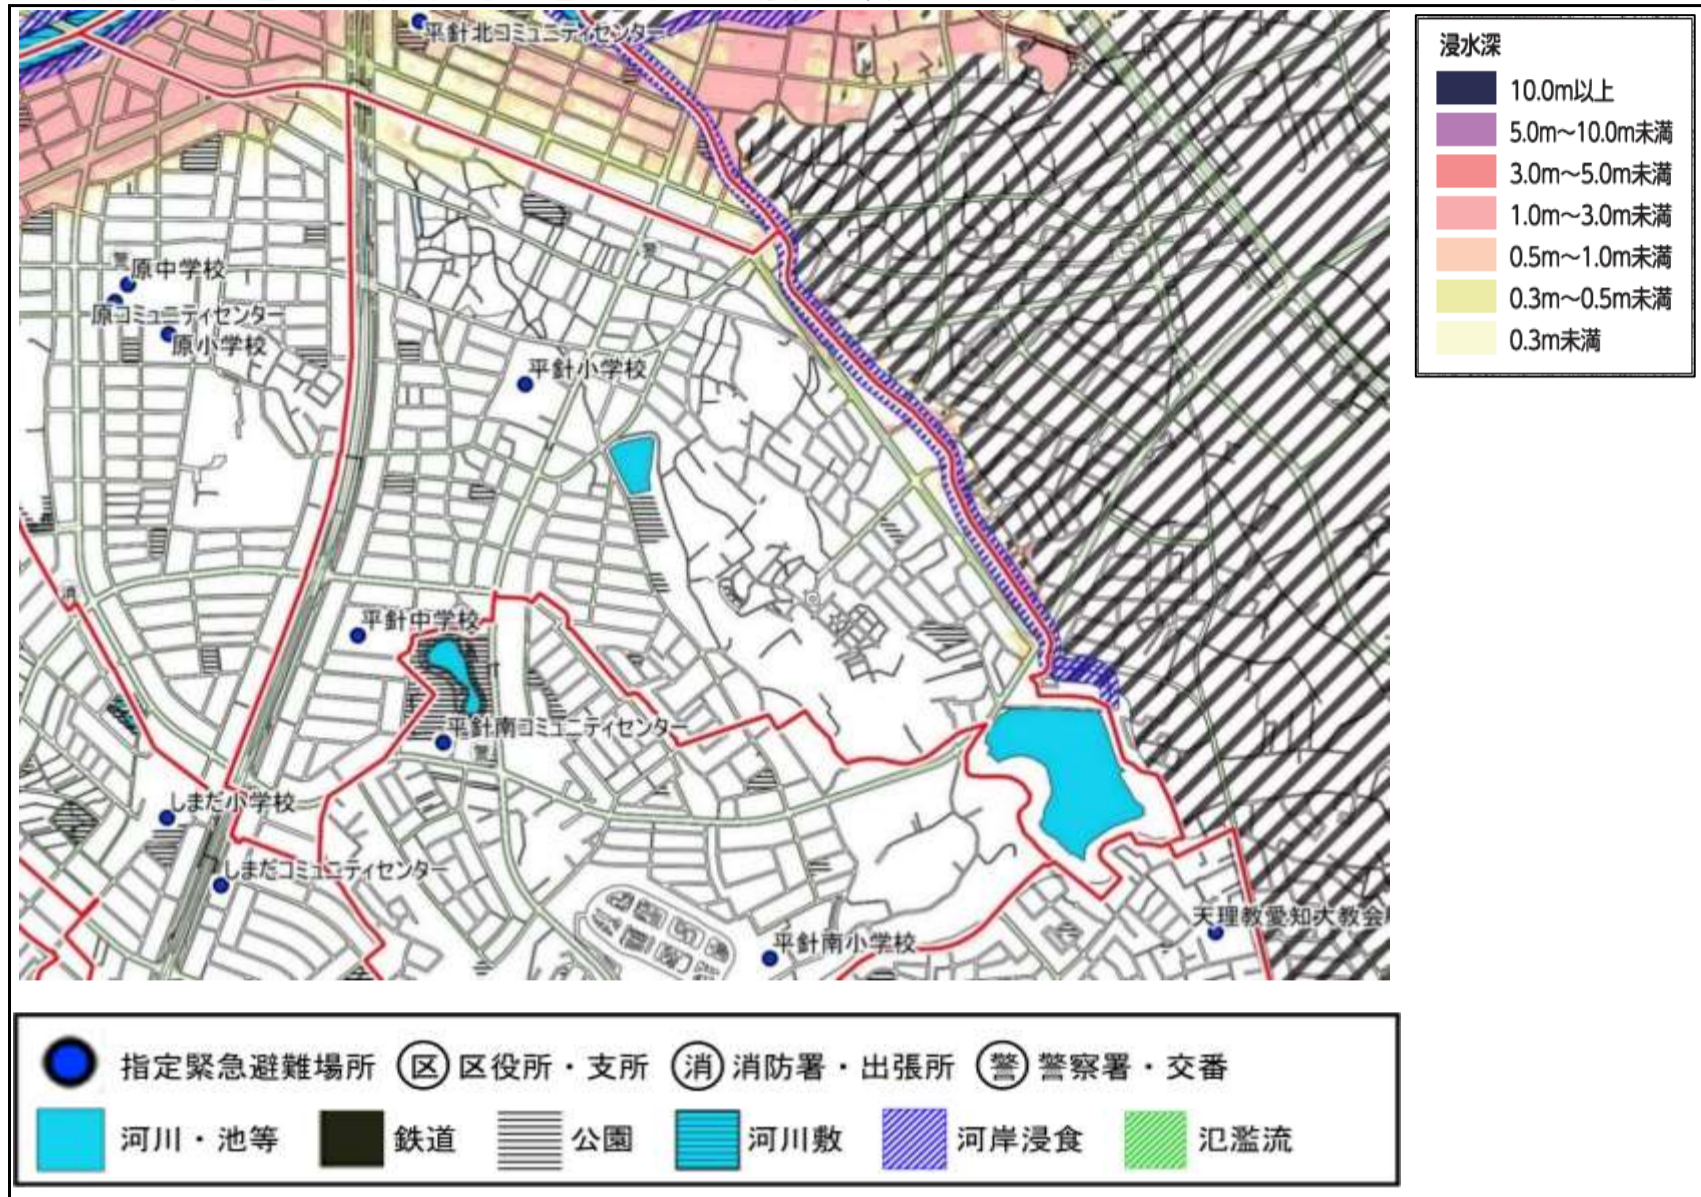 平針北コミュニティセンター
浸水深
10.0m以上
5.0m～10.0m未満
3.0m～5.0m未満
1.0m～3.0m未満
0.5m～1.0m未満
0.3m～0.5m未満
0.3m未満
警
警
原中学校
原コミュニティセンター
原小学校
平針小学校
消
平針中学校
平針南コミュニティセンター
警
しまだ小学校
しまだコミュニティセンター
平針南小学校
天理教愛知大教会
指定緊急避難場所
区 区役所・支所
消 消防署・出張所
警 警察署・交番
河川・池等
鉄道
公園
河川敷
河岸浸食
氾濫流